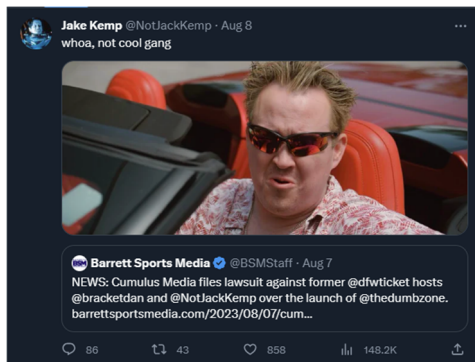 Jake Kemp @NotJackKemp · Aug 8
whoa, not cool gang
BSM Barrett Sports Media @BSMStaff · Aug 7
NEWS: Cumulus Media files lawsuit against former @dfwticket hosts
@bracketdan and @NotJackKemp over the launch of @thedumbzone.
barrettsportsmedia.com/2023/08/07/cum...
86 43 858 148.2K